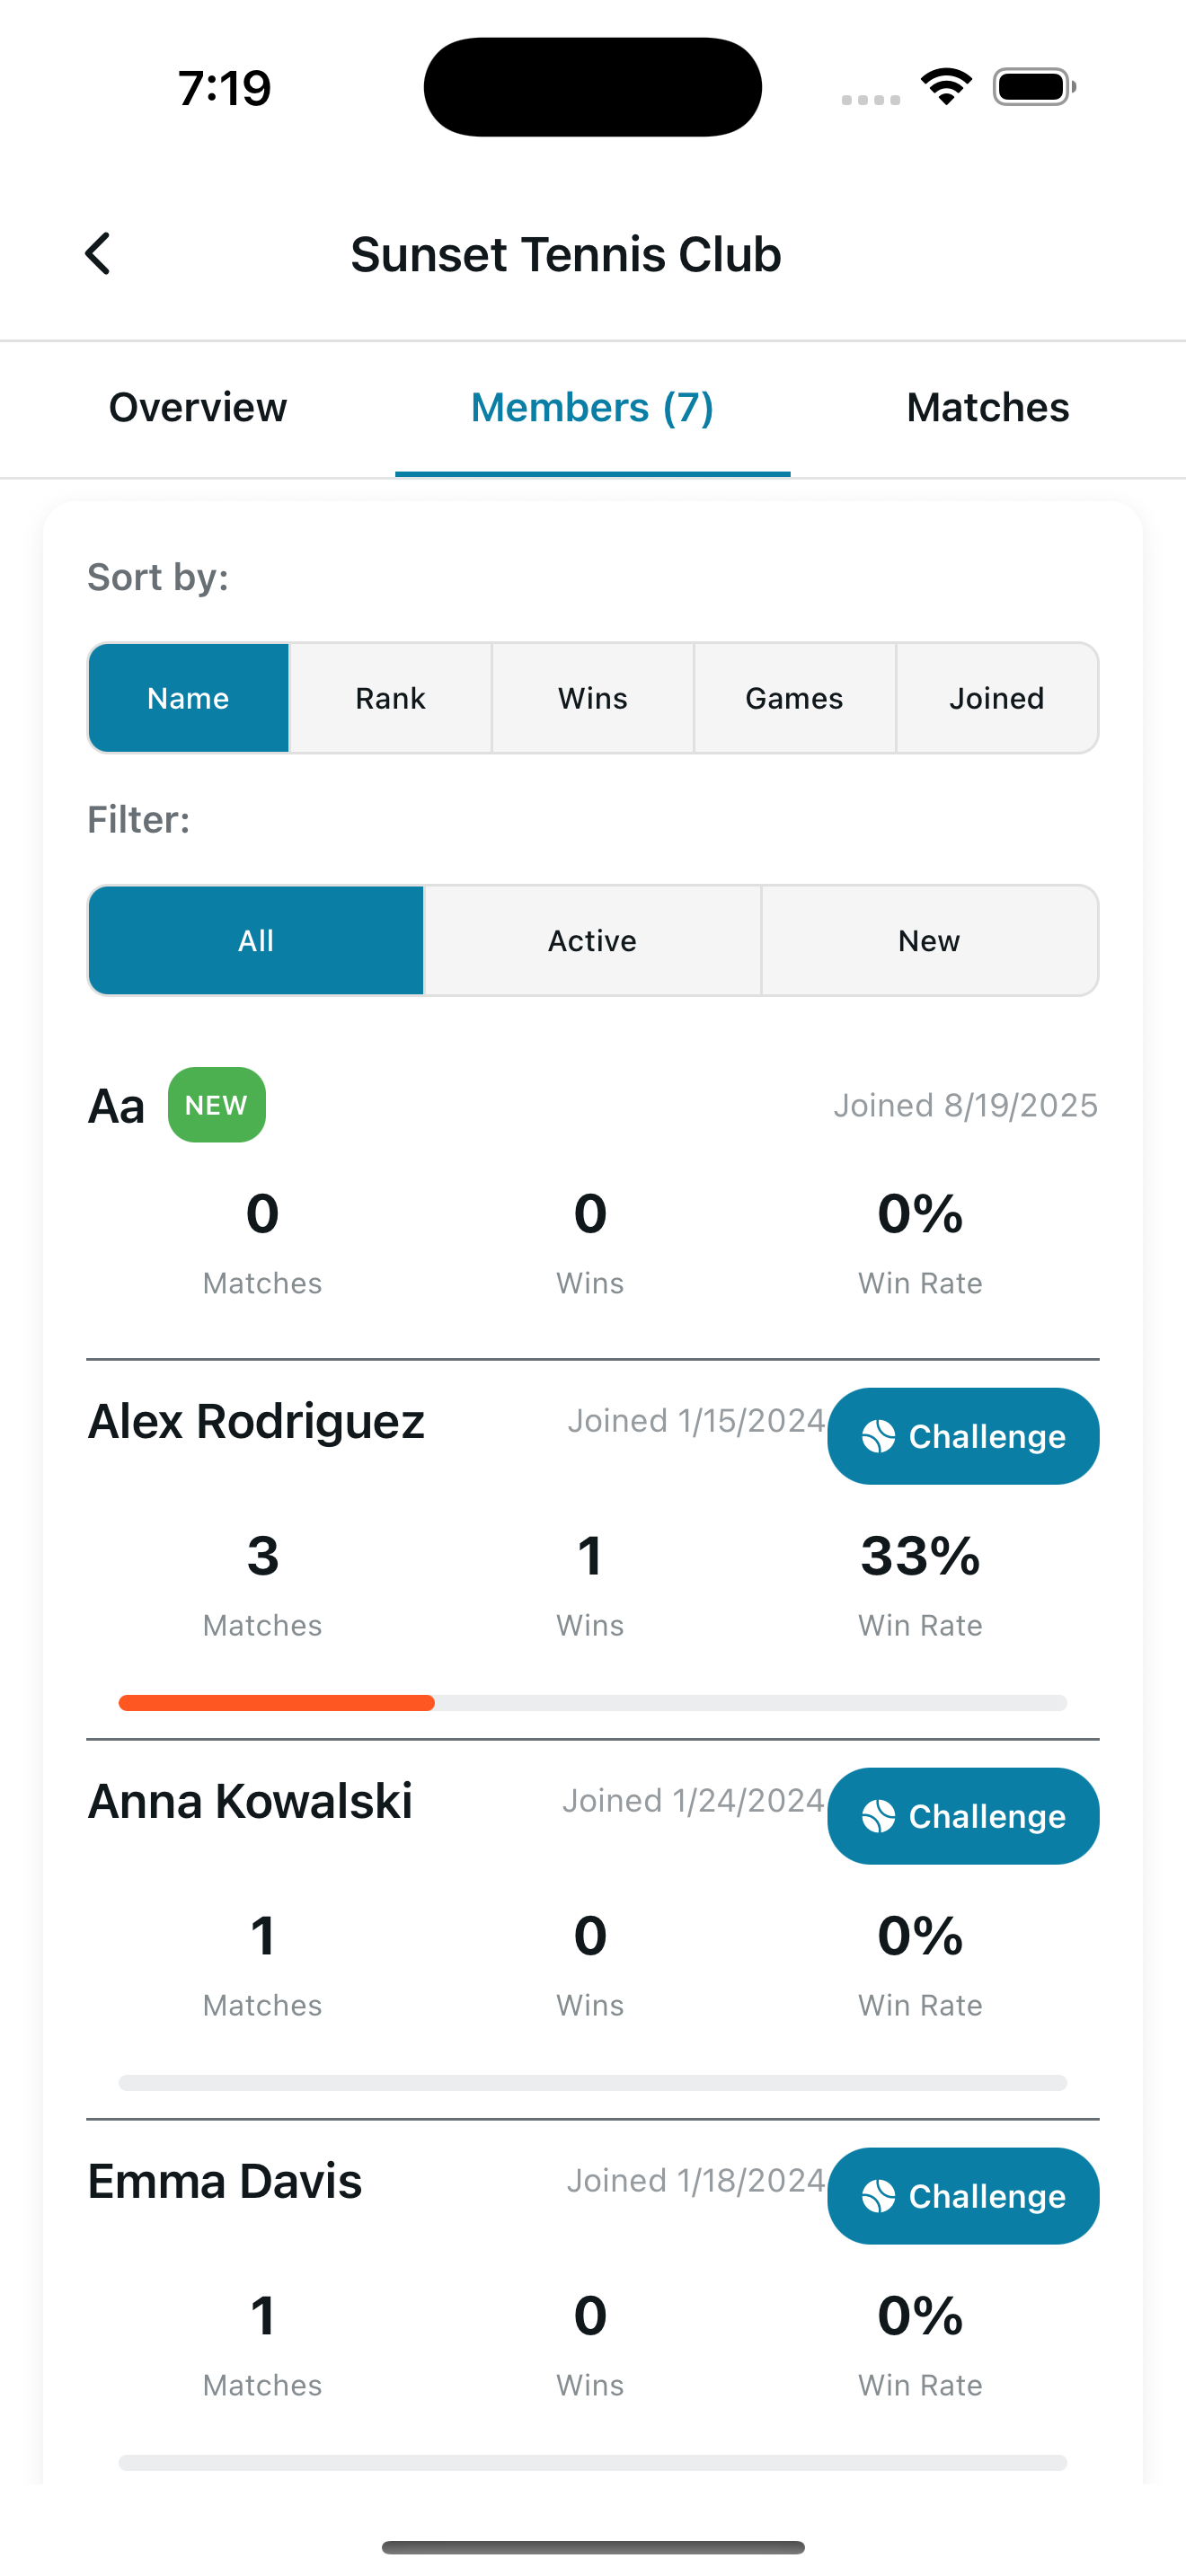 7:19
Sunset Tennis Club
Overview Members (7) Matches
Sort by:
Name Rank Wins Games Joined
Filter:
All Active New
Aa NEW Joined 8/19/2025
0 0 0%
Matches Wins Win Rate
Alex Rodriguez Joined 1/15/2024 Challenge
3 1 33%
Matches Wins Win Rate
Anna Kowalski Joined 1/24/2024 Challenge
1 0 0%
Matches Wins Win Rate
Emma Davis Joined 1/18/2024 Challenge
1 0 0%
Matches Wins Win Rate